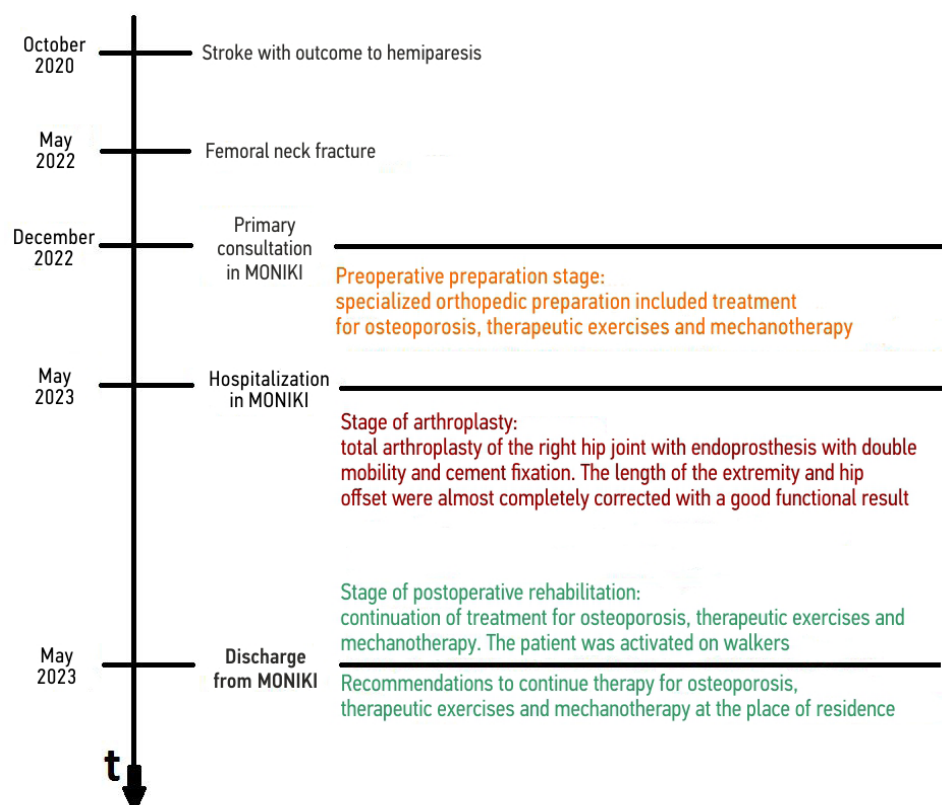 October
2020
Stroke with outcome to hemiparesis
May
2022
Femoral neck fracture
December
2022
Primary
consultation
in MONIKI
Preoperative preparation stage:
specialized orthopedic preparation included treatment
for osteoporosis, therapeutic exercises and mechanotherapy
May
2023
Hospitalization
in MONIKI
Stage of arthroplasty:
total arthroplasty of the right hip joint with endoprosthesis with double
mobility and cement fixation. The length of the extremity and hip
offset were almost completely corrected with a good functional result
Stage of postoperative rehabilitation:
continuation of treatment for osteoporosis, therapeutic exercises and
mechanotherapy. The patient was activated on walkers
May
2023
Discharge
from MONIKI
Recommendations to continue therapy for osteoporosis,
therapeutic exercises and mechanotherapy at the place of residence
t